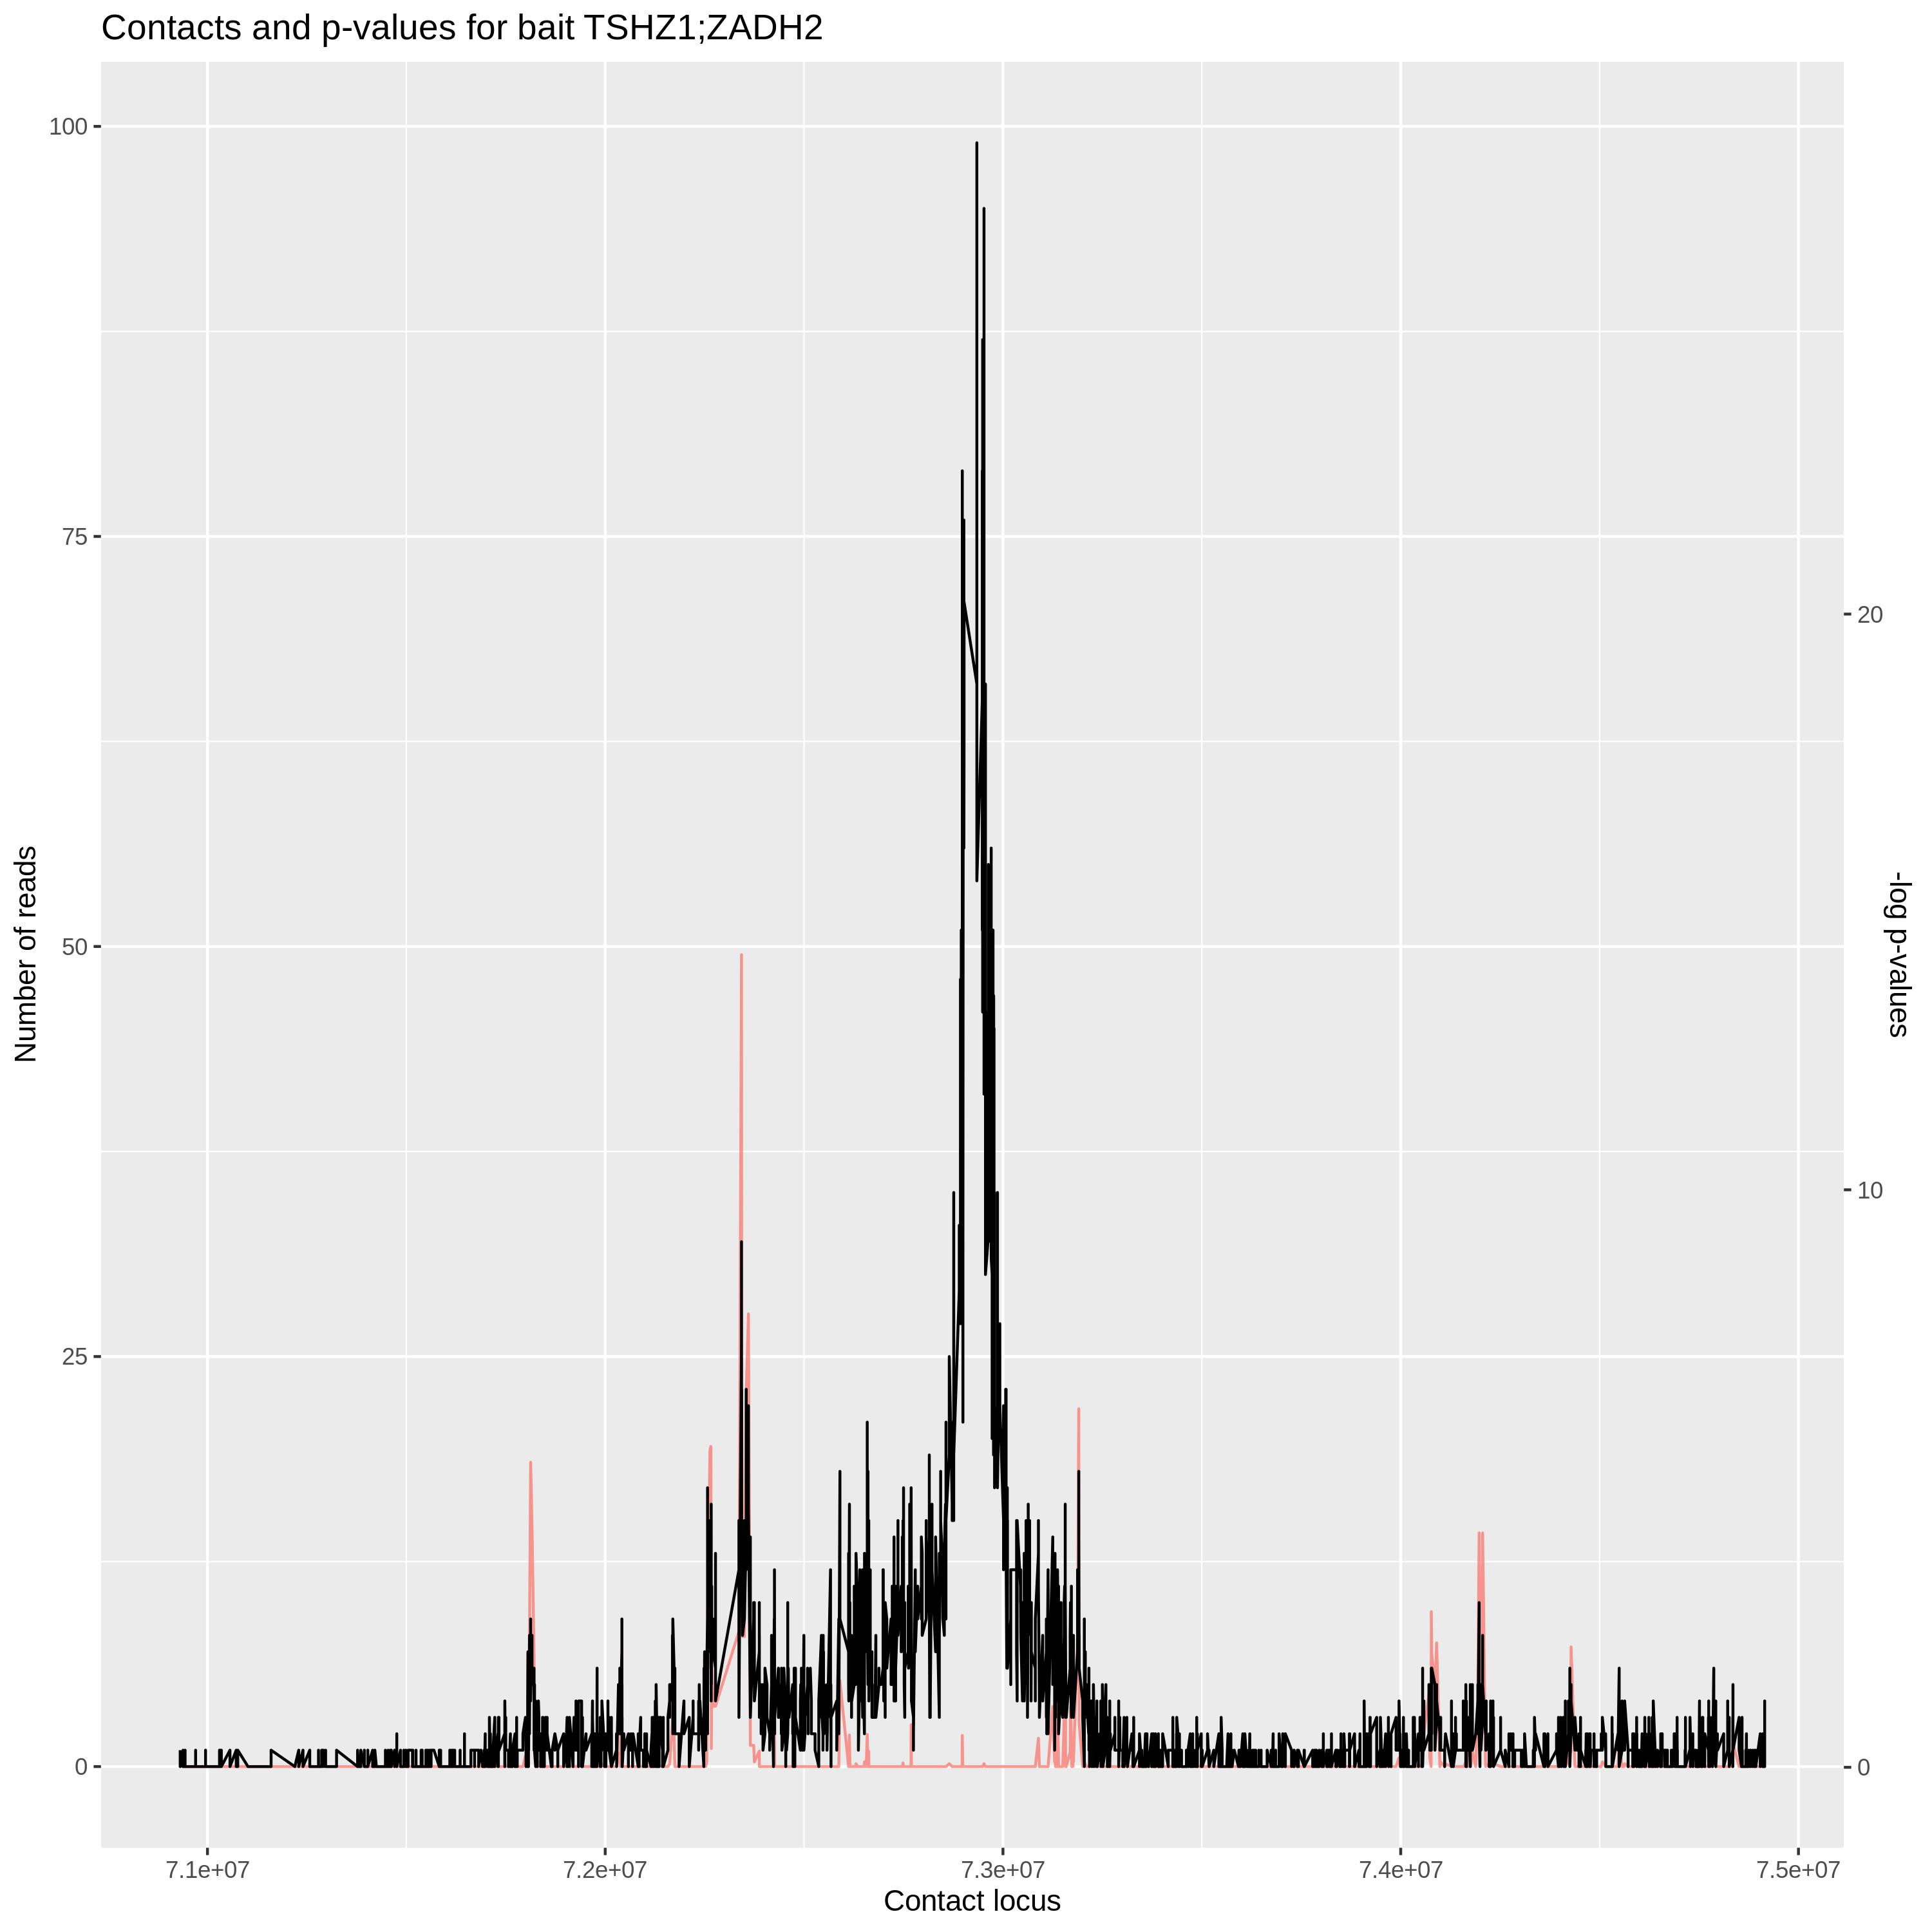 Contacts and p-values for bait TSHZ1;ZADH2
100
75
50
25
0
Number of reads
20
10
0
-log p-values
7.1e+07 7.2e+07 7.3e+07 7.4e+07 7.5e+07
Contact locus